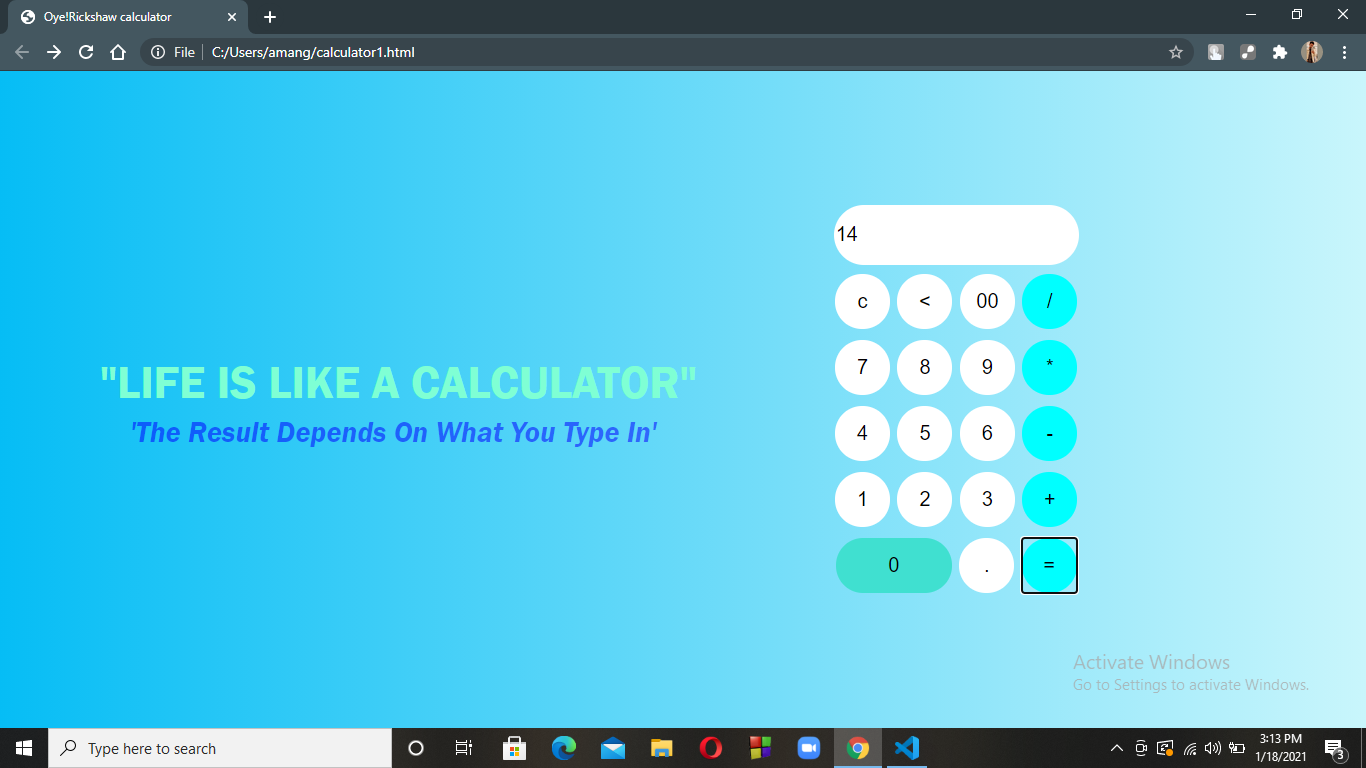 Oye!Rickshaw calculator
File C:/Users/amang/calculator1.html
14
c < 00 /
7 8 9 *
"LIFE IS LIKE A CALCULATOR"
'The Result Depends On What You Type In'
4 5 6 -
1 2 3 +
0 . =
Activate Windows
Go to Settings to activate Windows.
Type here to search
3:13 PM
1/18/2021
3